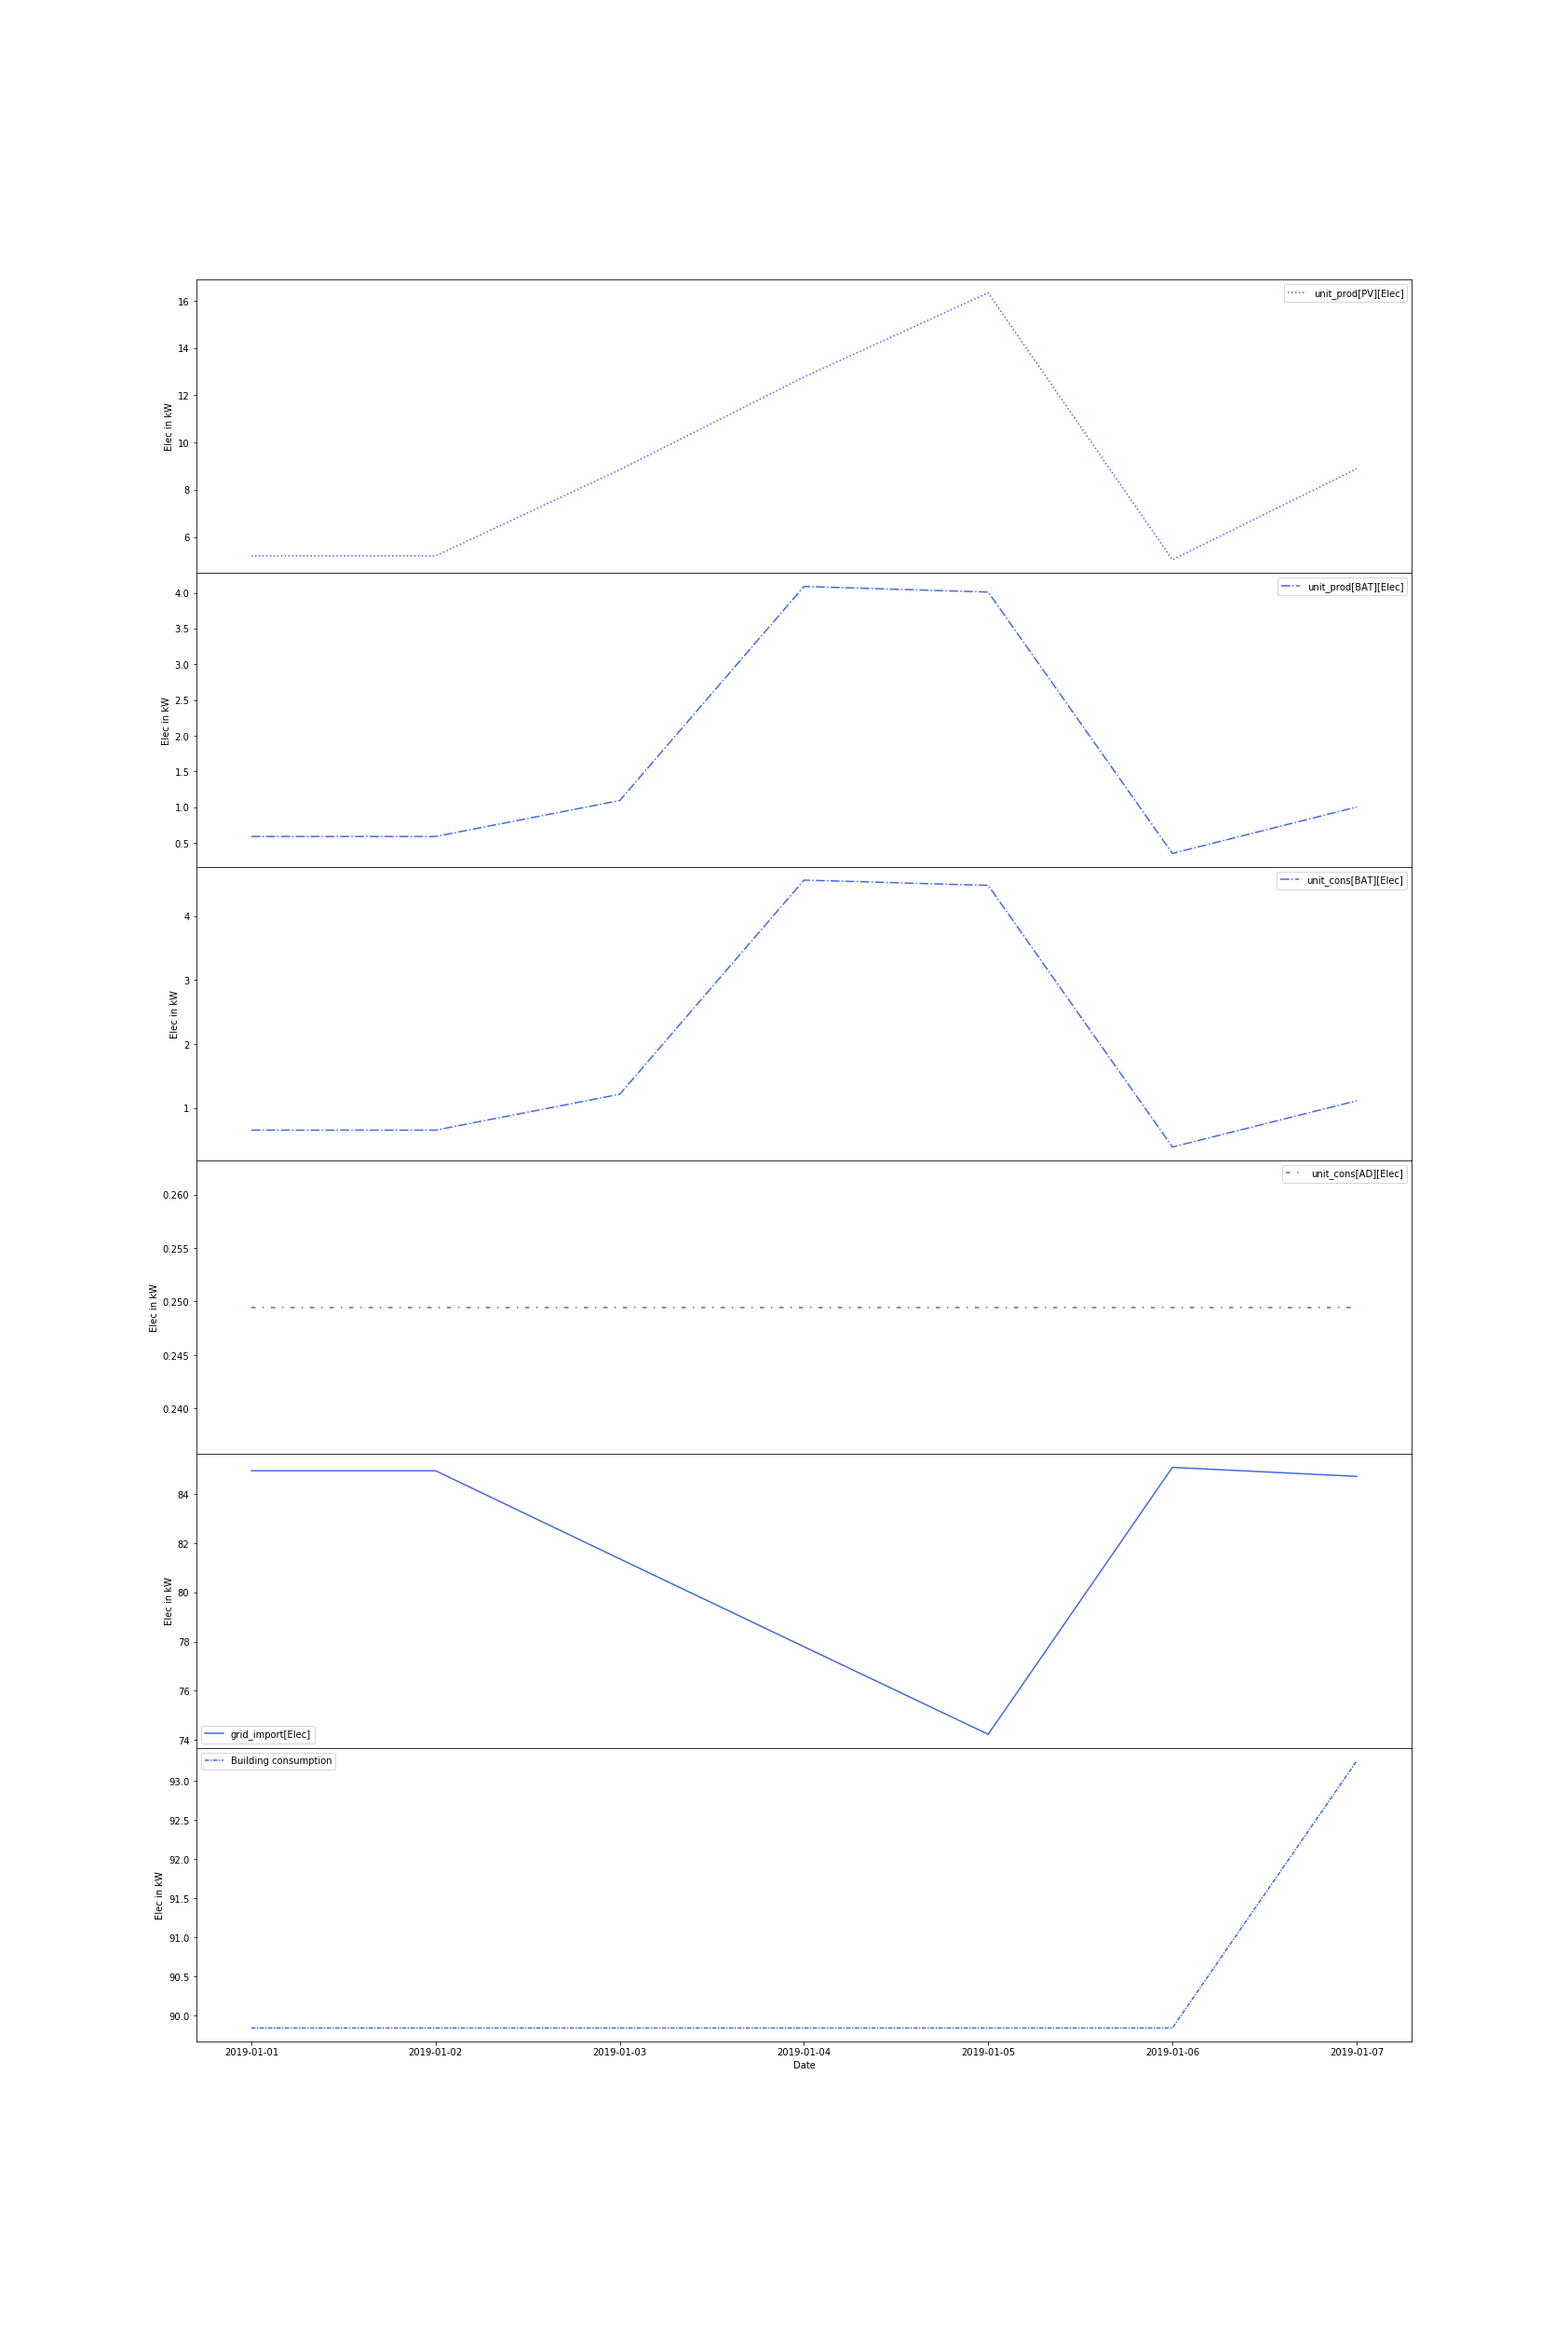 unit_prod[PV][Elec]
16
14
12
10
8
6
Elec in kW
unit_prod[BAT][Elec]
4.0
3.5
3.0
2.5
2.0
1.5
1.0
0.5
Elec in kW
unit_cons[BAT][Elec]
4
3
2
1
Elec in kW
unit_cons[AD][Elec]
0.260
0.255
0.250
0.245
0.240
Elec in kW
84
82
80
78
76
74
Elec in kW
grid_import[Elec]
Building consumption
93.0
92.5
92.0
91.5
91.0
90.5
90.0
Elec in kW
2019-01-01 2019-01-02 2019-01-03 2019-01-04 2019-01-05 2019-01-06 2019-01-07
Date